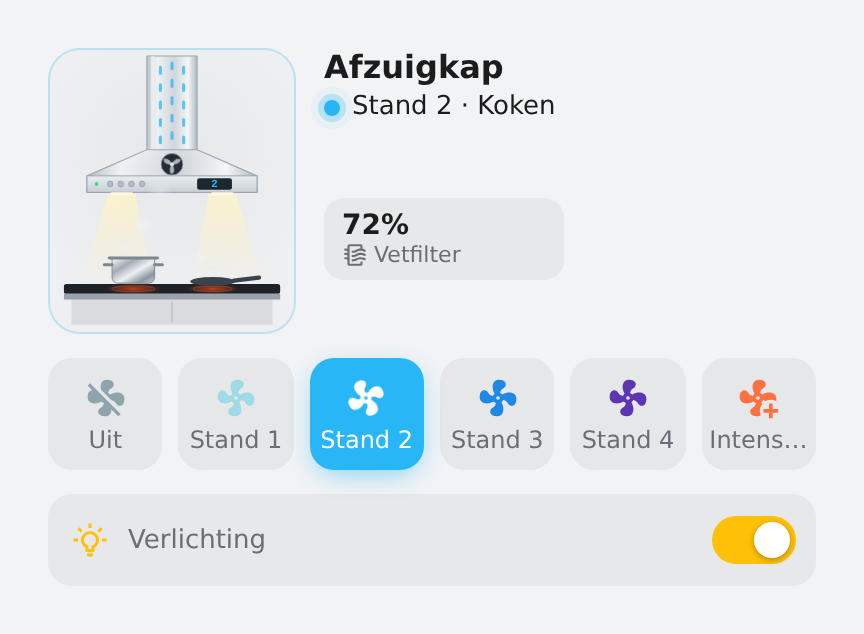 Afzuigkap
Stand 2 · Koken
2
72%
Vetfilter
Uit
Stand 1
Stand 2
Stand 3
Stand 4
Intens...
Verlichting